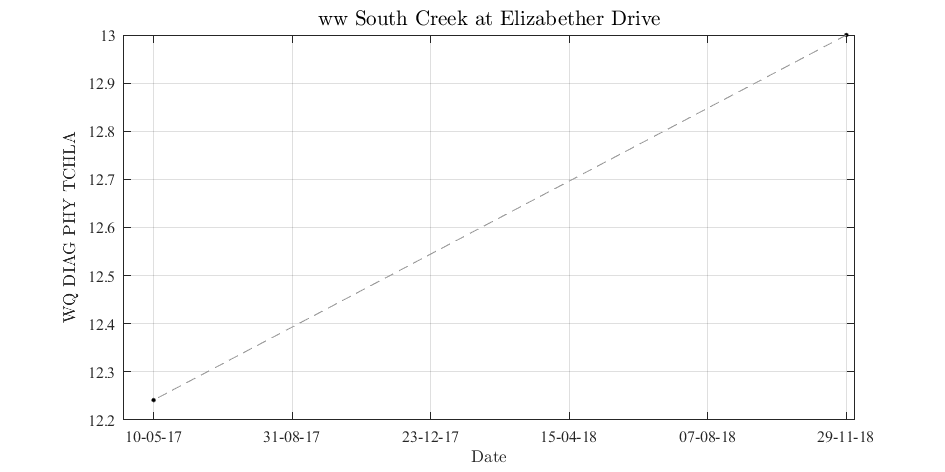 ww South Creek at Elizabether Drive
13
12.9
12.8
12.7
12.6
12.5
12.4
12.3
12.2
WQ DIAG PHY TCHLA
10-05-17 31-08-17 23-12-17 15-04-18 07-08-18 29-11-18
Date